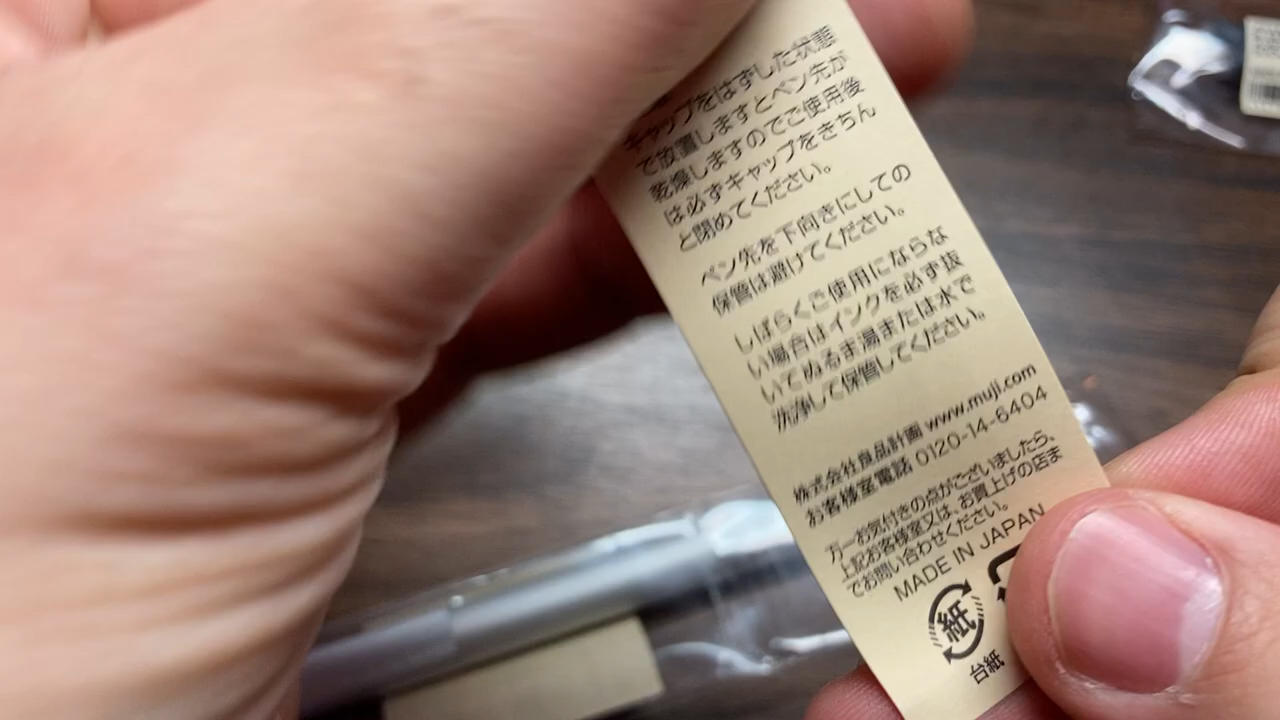 キャップをはずした状態
で放置しますとペン先が
乾燥しますのでご使用後
は必ずキャップをきちん
と閉めてください。
ペン先を下向きにしての
保管は避けてください。
しばらくご使用にならな
い場合はインクを必ず抜
いてぬるま湯または水で
洗浄して保管してください。
株式会社良品計画 www.muji.com
お客様室電話 0120-14-6404
万一お気付きの点がございましたら、
上記お客様室又は、お買上げの店ま
でお問い合わせください。
MADE IN JAPAN
紙
台紙